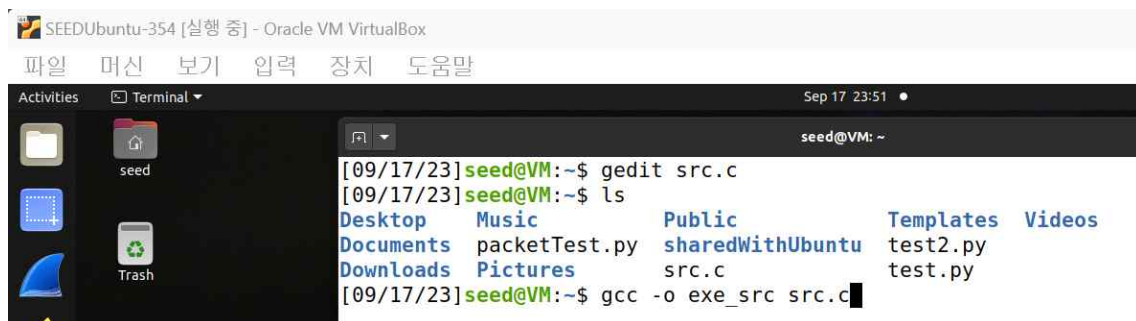 SEEDUbuntu-354 [실행 중] - Oracle VM VirtualBox
파일 머신 보기 입력 장치 도움말
Activities Terminal Sep 17 23:51
seed@VM: ~
seed
Trash
[09/17/23]seed@VM:~$ gedit src.c
[09/17/23]seed@VM:~$ ls
Desktop Music Public Templates Videos
Documents packetTest.py sharedWithUbuntu test2.py
Downloads Pictures src.c test.py
[09/17/23]seed@VM:~$ gcc -o exe_src src.c